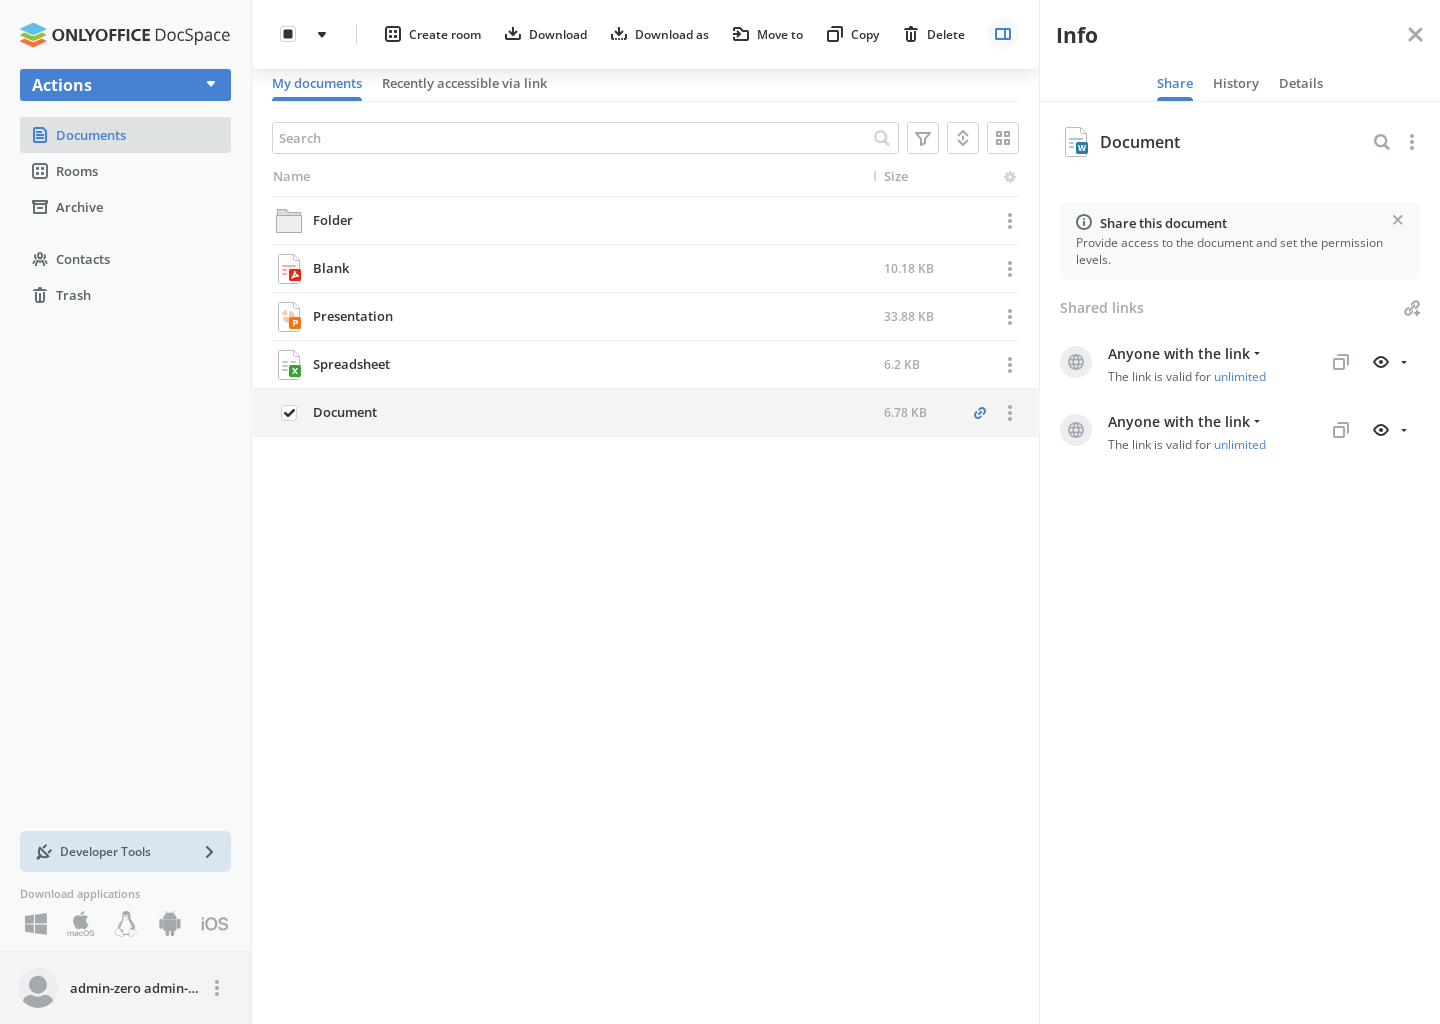 ONLYOFFICE DocSpace
Actions
Documents
Rooms
Archive
Contacts
Trash
Developer Tools
Download applications
macOS
iOS
admin-zero admin-...
Create room
Download
Download as
Move to
Copy
Delete
My documents
Recently accessible via link
Search
Name
Size
Folder
Blank
10.18 KB
P
Presentation
33.88 KB
X
Spreadsheet
6.2 KB
Document
6.78 KB
Info
Share
History
Details
W
Document
Share this document
Provide access to the document and set the permission
levels.
Shared links
Anyone with the link
The link is valid for unlimited
Anyone with the link
The link is valid for unlimited